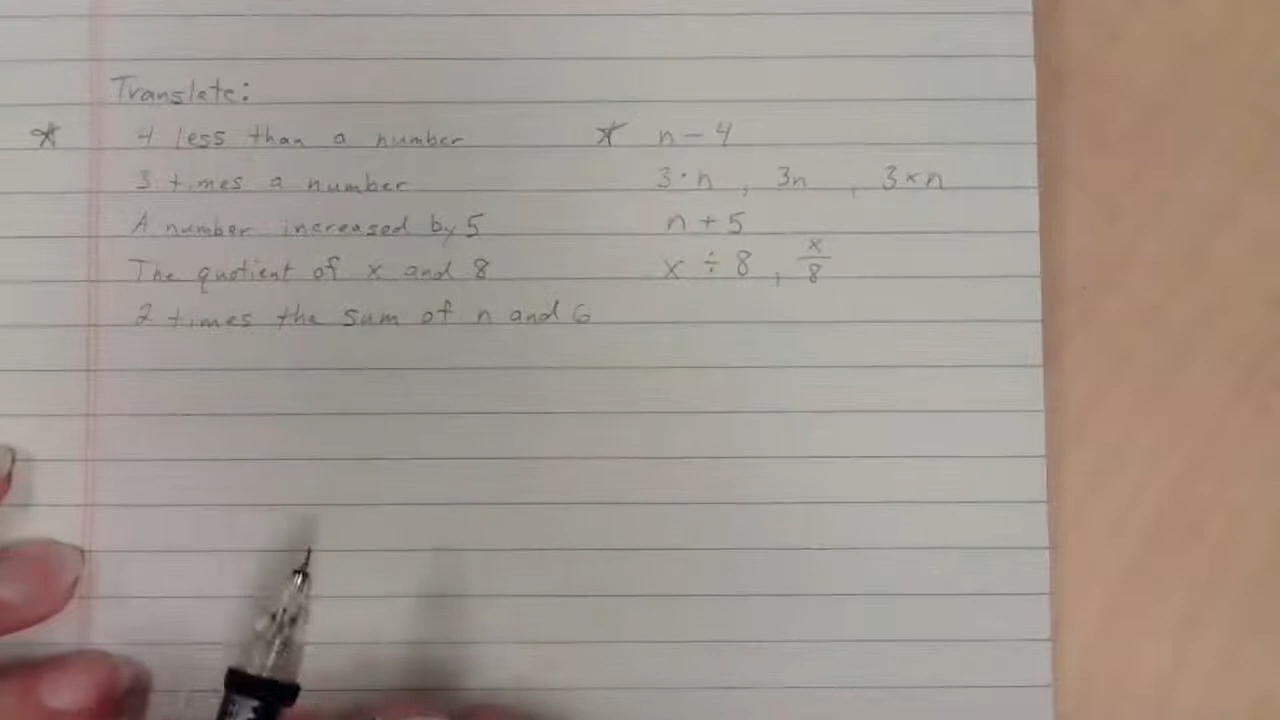 Translate:
* 4 less than a number * n - 4
3 times a number 3 · n , 3n , 3 × n
A number increased by 5 n + 5
The quotient of x and 8 x ÷ 8 , x/8
2 times the sum of n and 6